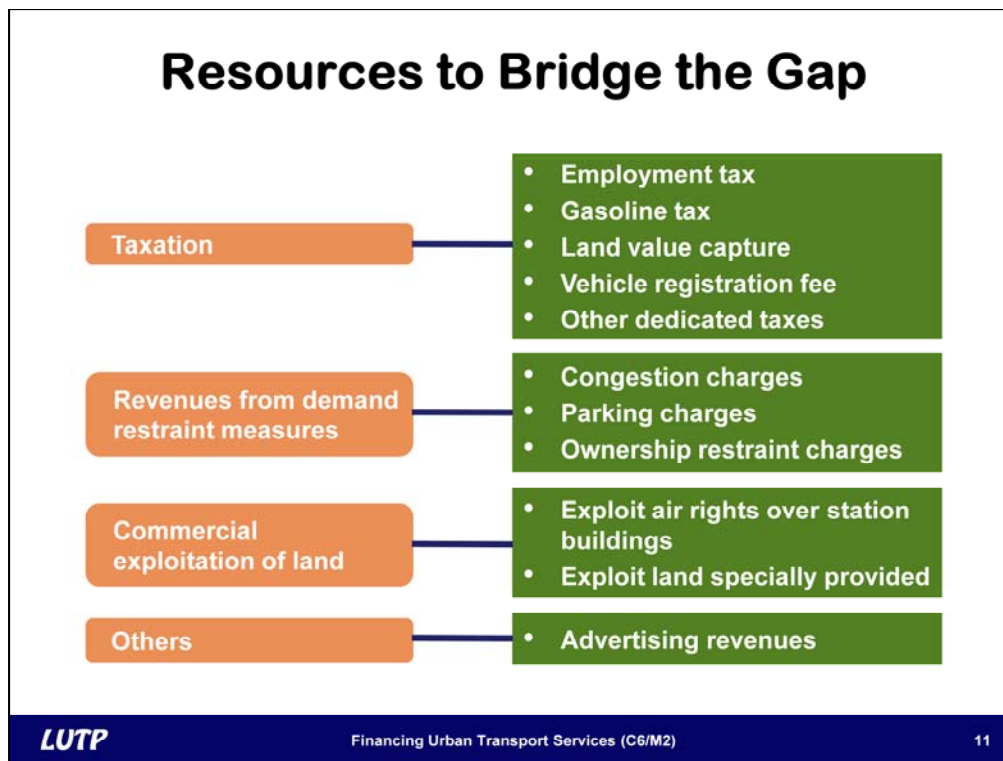 Resources to Bridge the Gap
Taxation
• Employment tax
• Gasoline tax
• Land value capture
• Vehicle registration fee
• Other dedicated taxes
Revenues from demand
restraint measures
• Congestion charges
• Parking charges
• Ownership restraint charges
Commercial
exploitation of land
• Exploit air rights over station
buildings
• Exploit land specially provided
Others
• Advertising revenues
LUTP
Financing Urban Transport Services (C6/M2)
11